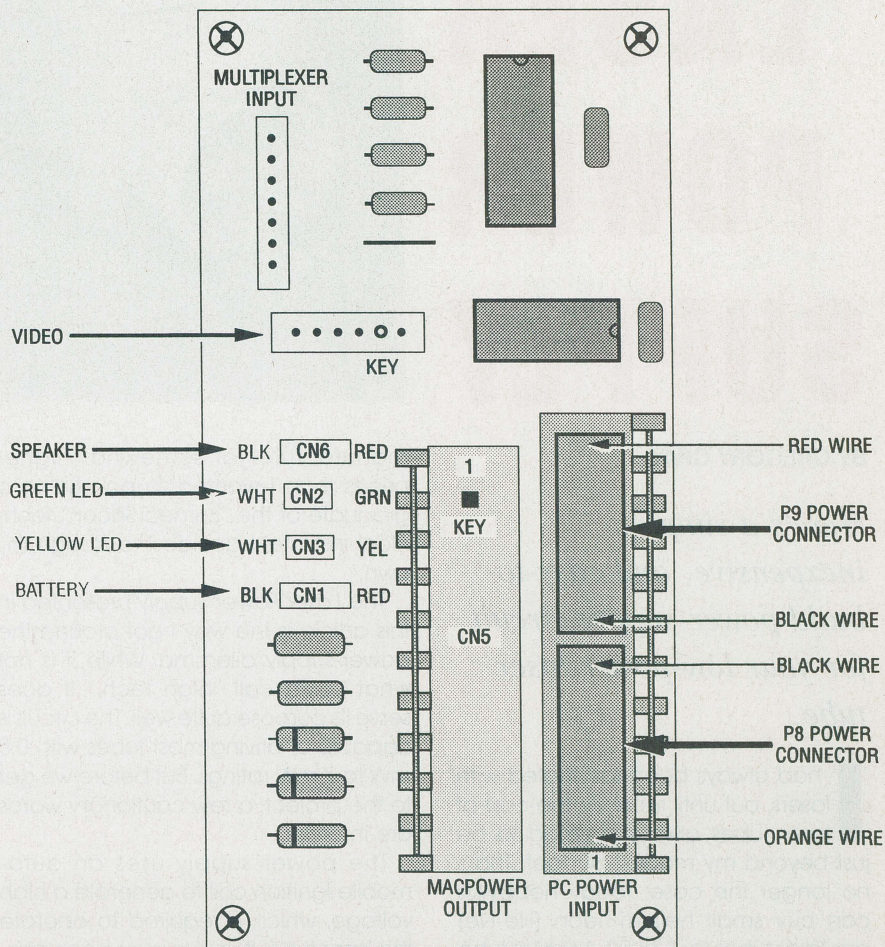 MULTIPLEXER
INPUT
VIDEO
KEY
SPEAKER
BLK CN6 RED
GREEN LED
WHT CN2 GRN
YELLOW LED
WHT CN3 YEL
BATTERY
BLK CN1 RED
1
KEY
CN5
RED WIRE
P9 POWER
CONNECTOR
BLACK WIRE
BLACK WIRE
P8 POWER
CONNECTOR
ORANGE WIRE
1
MACPOWER
OUTPUT
PC POWER
INPUT